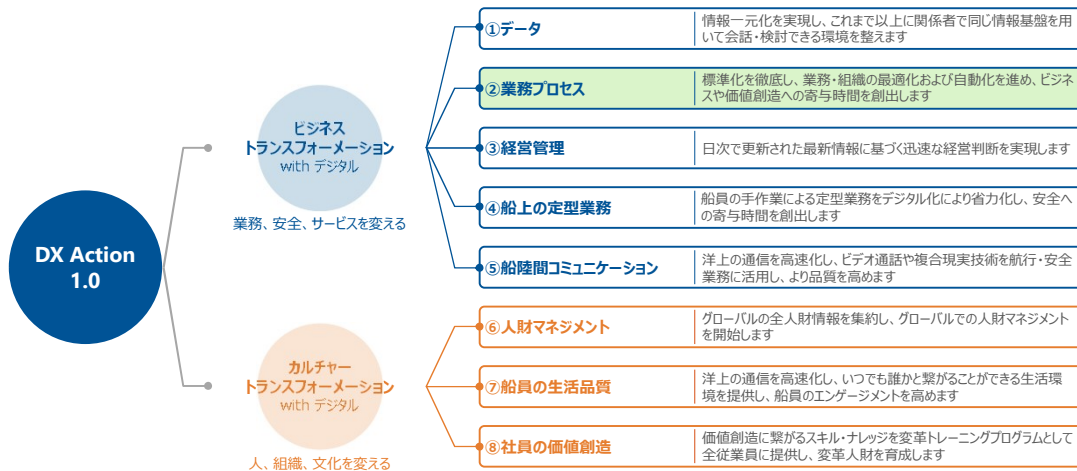 DX Action
1.0
ビジネス
トランスフォーメーション
with デジタル
業務、安全、サービスを変える
①データ
情報一元化を実現し、これまで以上に関係者で同じ情報基盤を用
いて会話・検討できる環境を整えます
②業務プロセス
標準化を徹底し、業務・組織の最適化および自動化を進め、ビジネ
スや価値創造への寄与時間を創出します
③経営管理
日次で更新された最新情報に基づく迅速な経営判断を実現します
④船上の定型業務
船員の手作業による定型業務をデジタル化により省力化し、安全へ
の寄与時間を創出します
⑤船陸間コミュニケーション
洋上の通信を高速化し、ビデオ通話や複合現実技術を航行・安全
業務に活用し、より品質を高めます
カルチャー
トランスフォーメーション
with デジタル
人、組織、文化を変える
⑥人財マネジメント
グローバルの全人財情報を集約し、グローバルでの人財マネジメント
を開始します
⑦船員の生活品質
洋上の通信を高速化し、いつでも誰かと繋がることができる生活環
境を提供し、船員のエンゲージメントを高めます
⑧社員の価値創造
価値創造に繋がるスキル・ナレッジを変革トレーニングプログラムとして
全従業員に提供し、変革人財を育成します